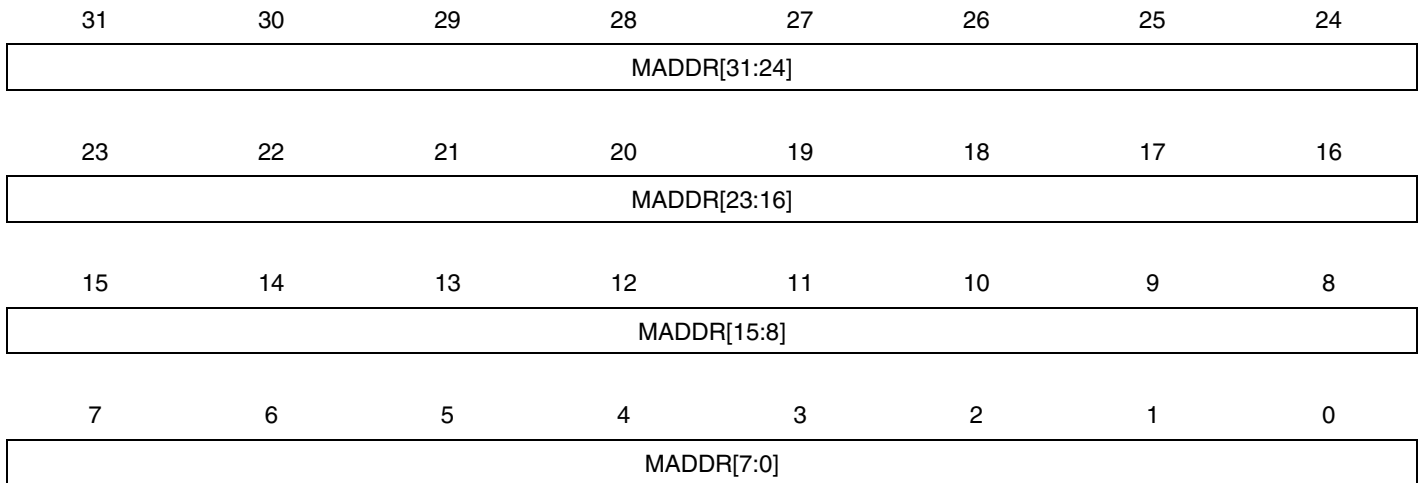 31 30 29 28 27 26 25 24
MADDR[31:24]
23 22 21 20 19 18 17 16
MADDR[23:16]
15 14 13 12 11 10 9 8
MADDR[15:8]
7 6 5 4 3 2 1 0
MADDR[7:0]